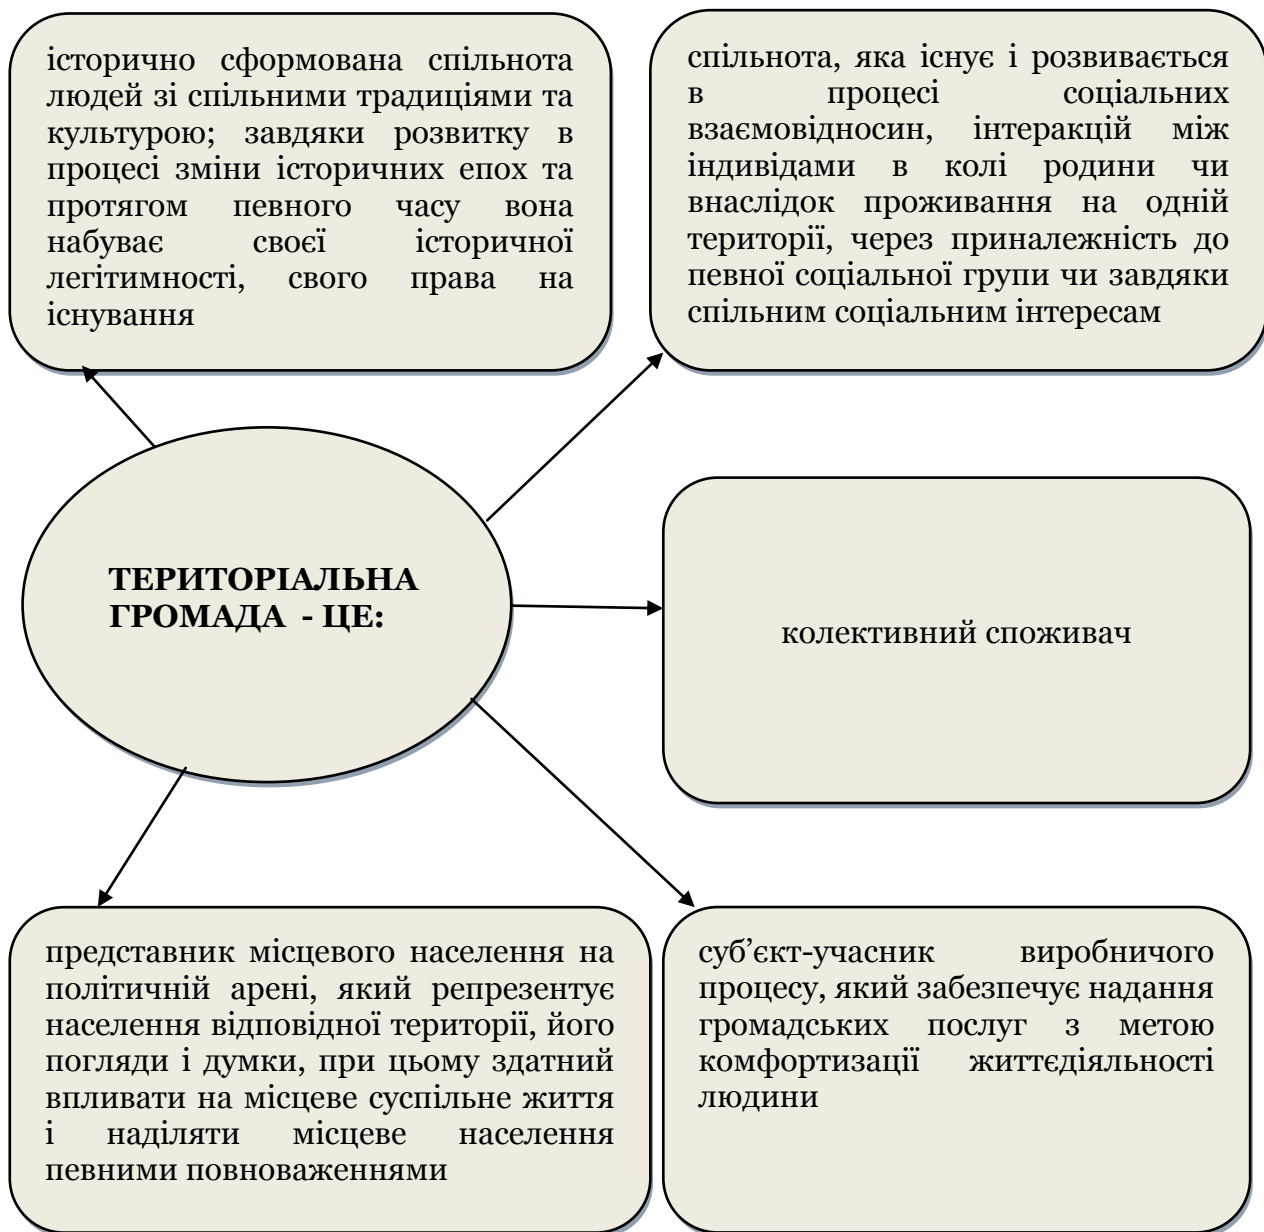 історично сформована спільнота
людей зі спільними традиціями та
культурою; завдяки розвитку в
процесі зміни історичних епох та
протягом певного часу вона
набуває своєї історичної
легітимності, свого права на
існування
спільнота, яка існує і розвивається
в процесі соціальних
взаємовідносин, інтеракцій між
індивідами в колі родини чи
внаслідок проживання на одній
території, через приналежність до
певної соціальної групи чи завдяки
спільним соціальним інтересам
ТЕРИТОРІАЛЬНА
ГРОМАДА - ЦЕ:
колективний споживач
представник місцевого населення на
політичній арені, який репрезентує
населення відповідної території, його
погляди і думки, при цьому здатний
впливати на місцеве суспільне життя
і наділяти місцеве населення
певними повноваженнями
суб’єкт-учасник виробничого
процесу, який забезпечує надання
громадських послуг з метою
комфортизації життєдіяльності
людини